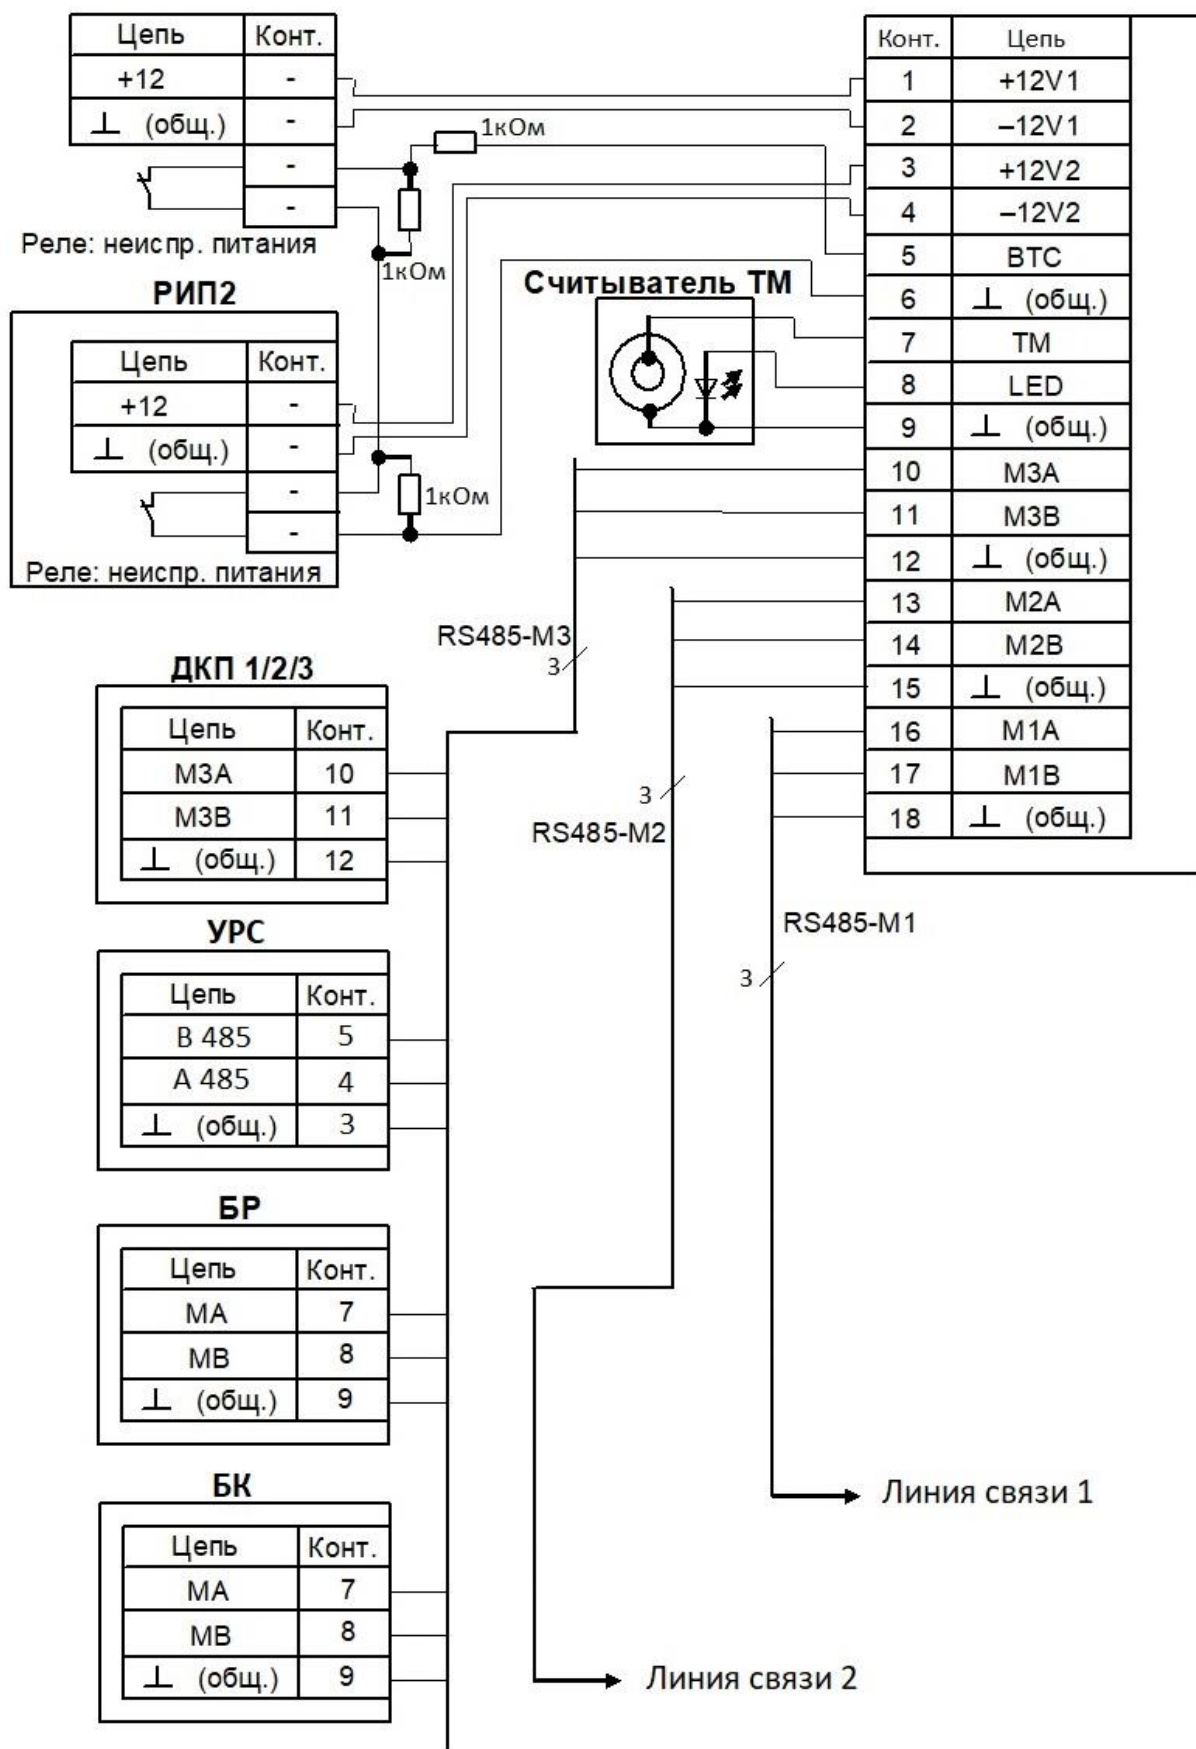 Цепь Конт.
+12 -
⊥ (общ.) -
-
-
Реле: неиспр. питания
1кОм
1кОм
РИП2
Цепь Конт.
+12 -
⊥ (общ.) -
-
-
Реле: неиспр. питания
1кОм
Считыватель ТМ
Конт. Цепь
1 +12V1
2 –12V1
3 +12V2
4 –12V2
5 BTC
6 ⊥ (общ.)
7 TM
8 LED
9 ⊥ (общ.)
10 М3А
11 М3В
12 ⊥ (общ.)
13 М2А
14 М2В
15 ⊥ (общ.)
16 М1А
17 М1В
18 ⊥ (общ.)
RS485-M3
3
RS485-M2
3
RS485-M1
3
ДКП 1/2/3
Цепь Конт.
М3А 10
М3В 11
⊥ (общ.) 12
УРС
Цепь Конт.
В 485 5
А 485 4
⊥ (общ.) 3
БР
Цепь Конт.
МА 7
МВ 8
⊥ (общ.) 9
БК
Цепь Конт.
МА 7
МВ 8
⊥ (общ.) 9
Линия связи 1
Линия связи 2